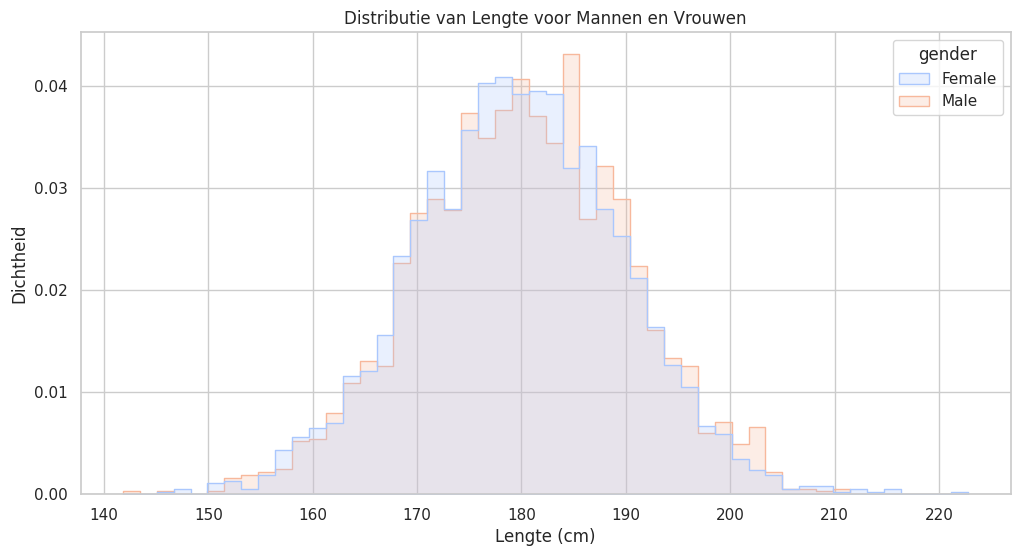 Distributie van Lengte voor Mannen en Vrouwen
gender
Female
Male
Dichtheid
0.04
0.03
0.02
0.01
0.00
140 150 160 170 180 190 200 210 220
Lengte (cm)